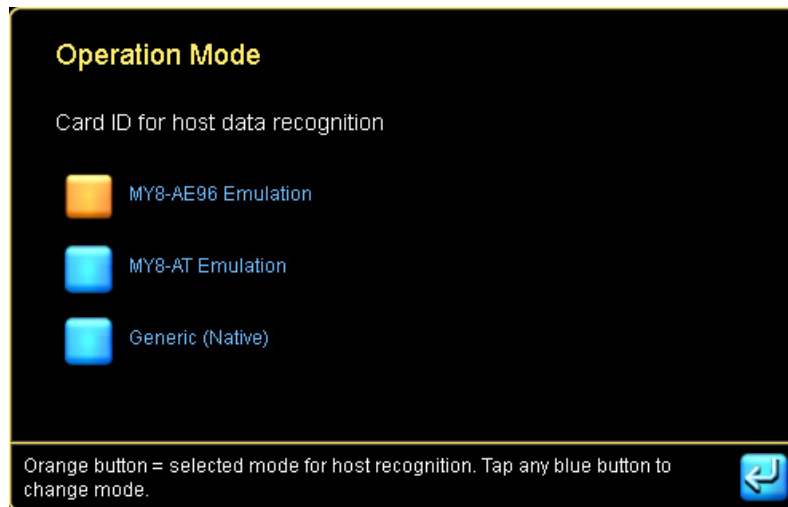 Operation Mode
Card ID for host data recognition
MY8-AE96 Emulation
MY8-AT Emulation
Generic (Native)
Orange button = selected mode for host recognition. Tap any blue button to
change mode.